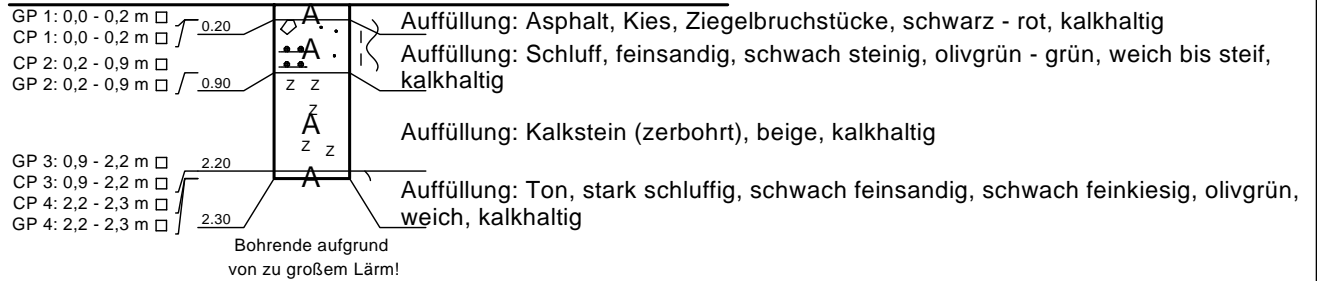 GP 1: 0,0 - 0,2 m
CP 1: 0,0 - 0,2 m
CP 2: 0,2 - 0,9 m
GP 2: 0,2 - 0,9 m
GP 3: 0,9 - 2,2 m
CP 3: 0,9 - 2,2 m
CP 4: 2,2 - 2,3 m
GP 4: 2,2 - 2,3 m
0.20
0.90
2.20
2.30
A
A
z z
z
A
z z
A
Auffüllung: Asphalt, Kies, Ziegelbruchstücke, schwarz - rot, kalkhaltig
Auffüllung: Schluff, feinsandig, schwach steinig, olivgrün - grün, weich bis steif,
kalkhaltig
Auffüllung: Kalkstein (zerbohrt), beige, kalkhaltig
Auffüllung: Ton, stark schluffig, schwach feinsandig, schwach feinkiesig, olivgrün,
weich, kalkhaltig
Bohrende aufgrund
von zu großem Lärm!